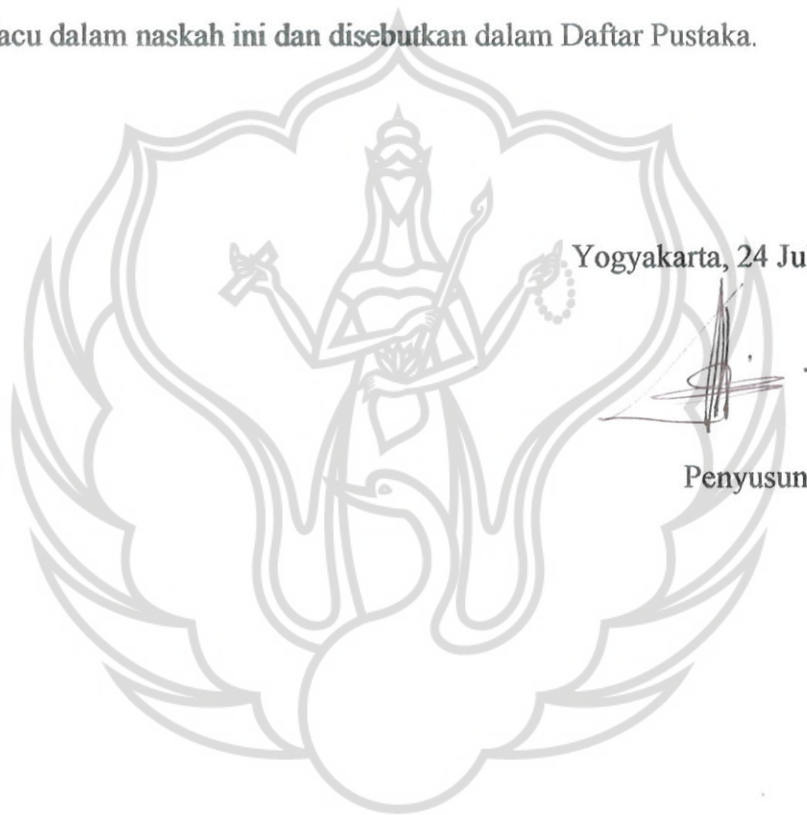 acu dalam naskah ini dan disebutkan dalam Daftar Pustaka.
Yogyakarta, 24 Ju
Penyusun